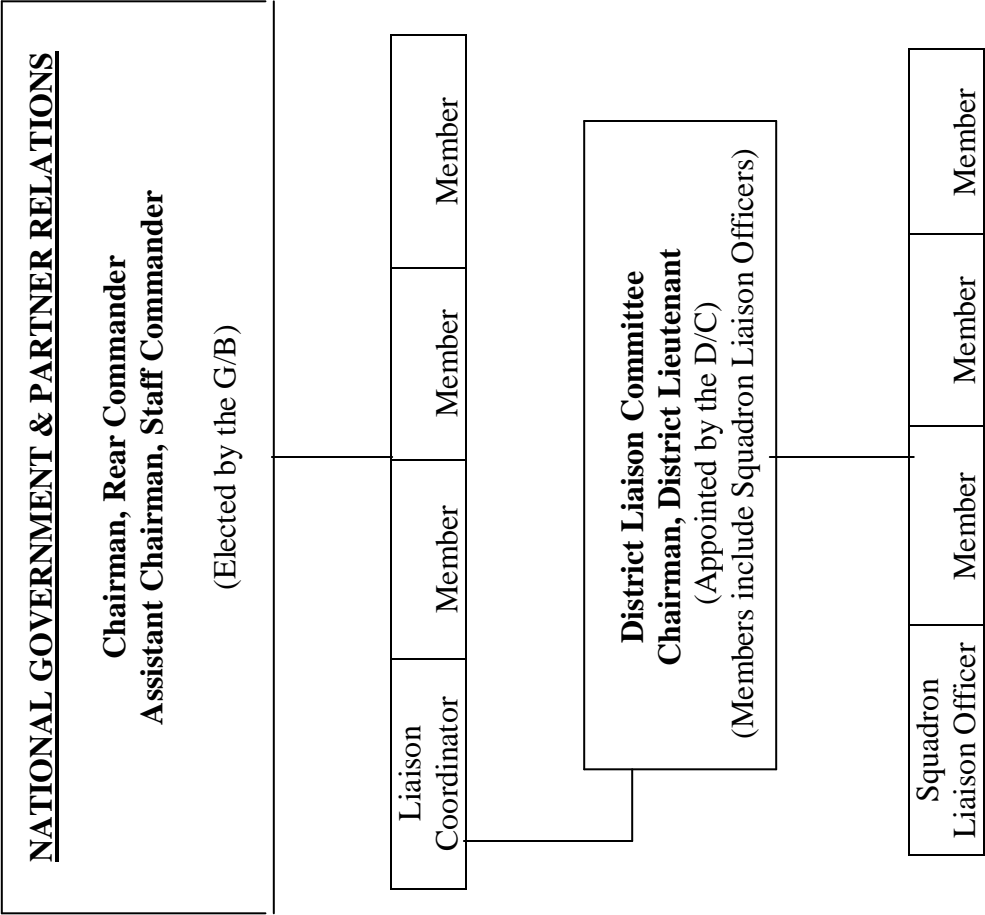 NATIONAL GOVERNMENT & PARTNER RELATIONS
Chairman, Rear Commander
Assistant Chairman, Staff Commander
(Elected by the G/B)
Liaison
Coordinator
Member
Member
Member
District Liaison Committee
Chairman, District Lieutenant
(Appointed by the D/C)
(Members include Squadron Liaison Officers)
Squadron
Liaison Officer
Member
Member
Member